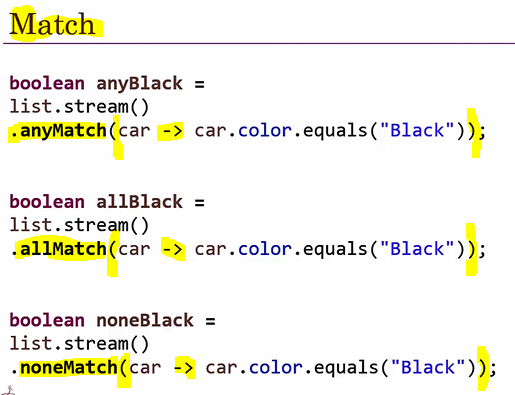 Match
boolean anyBlack =
list.stream()
.anyMatch(car -> car.color.equals("Black"));
boolean allBlack =
list.stream()
.allMatch(car -> car.color.equals("Black"));
boolean noneBlack =
list.stream()
.noneMatch(car -> car.color.equals("Black"));